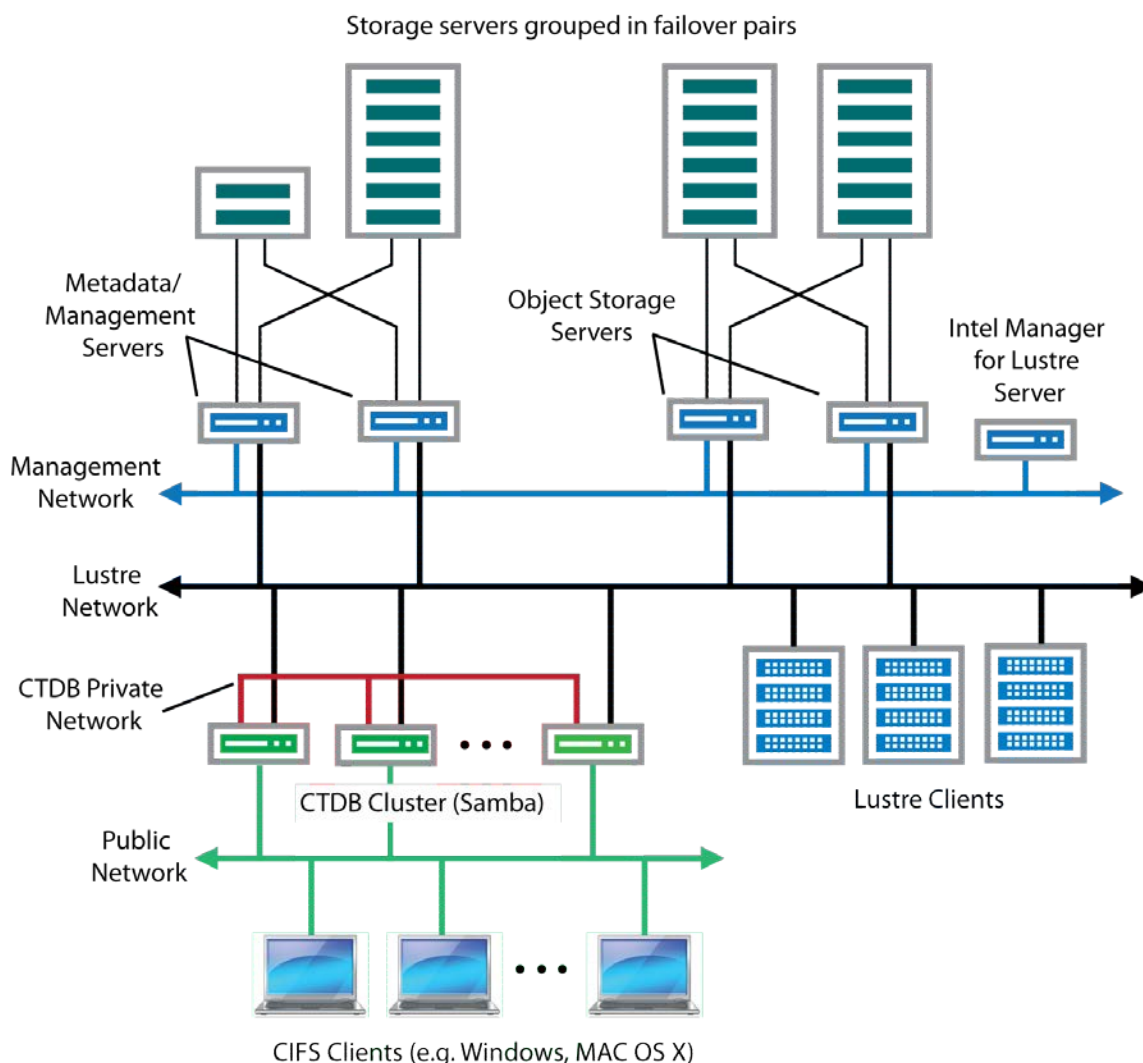 Storage servers grouped in failover pairs
Metadata/
Management
Servers
Object Storage
Servers
Intel Manager
for Lustre
Server
Management
Network
Lustre
Network
CTDB Private
Network
CTDB Cluster (Samba)
Lustre Clients
Public
Network
CIFS Clients (e.g. Windows, MAC OS X)